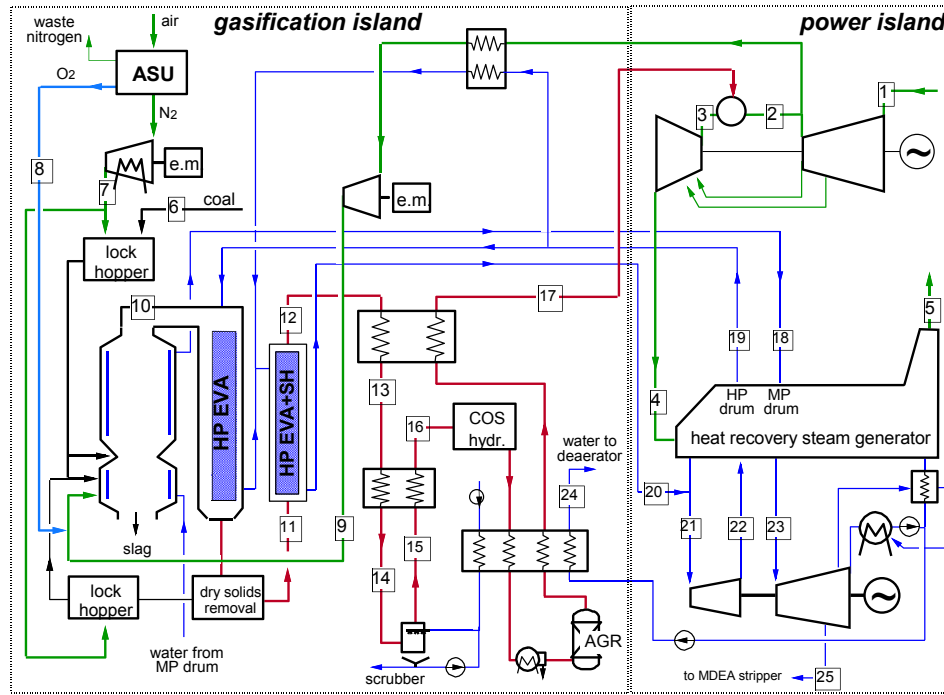 gasification island
power island
waste
nitrogen
air
O2
ASU
N2
1
3
2
8
e.m.
7
6
coal
e.m.
lock
hopper
10
17
12
5
19
18
HP EVA
HP EVA+SH
13
HP
drum
MP
drum
4
16
COS
hydr.
heat recovery steam generator
water to
deaerator
24
20
11
9
21
22
23
slag
15
14
lock
hopper
dry solids
removal
AGR
water from
MP drum
scrubber
to MDEA stripper
25